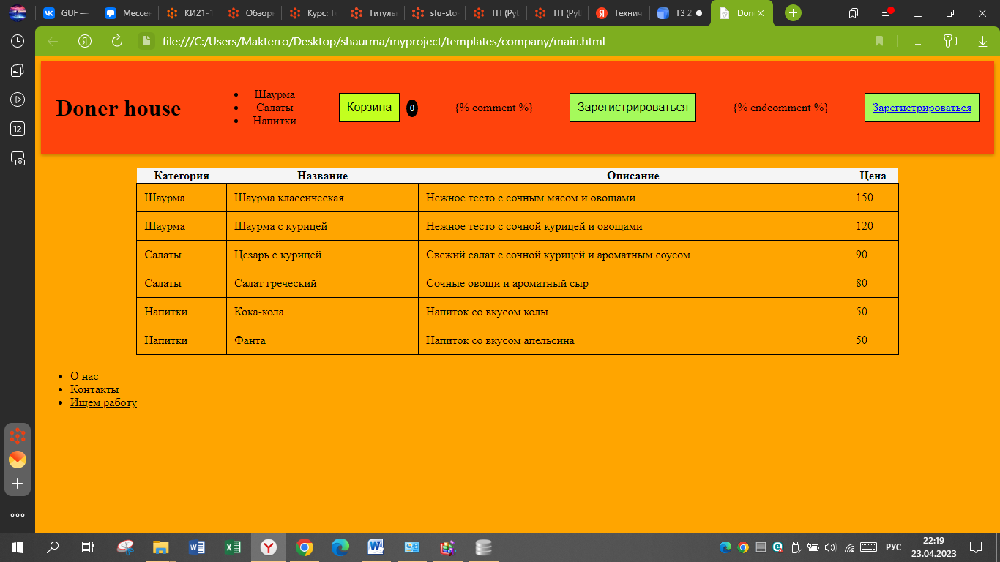 GUF —
Мессен
КИ21-1
Обзор
Курс: Т
Титуль
sfu-sto
ТП (Pyt
ТП (Pyt
Технич
ТЗ 2
Don
file:///C:/Users/Makterro/Desktop/shaurma/myproject/templates/company/main.html
12
Doner house
Шаурма
Салаты
Напитки
Корзина 0
{% comment %}
Зарегистрироваться
{% endcomment %}
Зарегистрироваться
Категория Название Описание Цена
Шаурма Шаурма классическая Нежное тесто с сочным мясом и овощами 150
Шаурма Шаурма с курицей Нежное тесто с сочной курицей и овощами 120
Салаты Цезарь с курицей Свежий салат с сочной курицей и ароматным соусом 90
Салаты Салат греческий Сочные овощи и ароматный сыр 80
Напитки Кока-кола Напиток со вкусом колы 50
Напитки Фанта Напиток со вкусом апельсина 50
О нас
Контакты
Ищем работу
РУС
22:19
23.04.2023